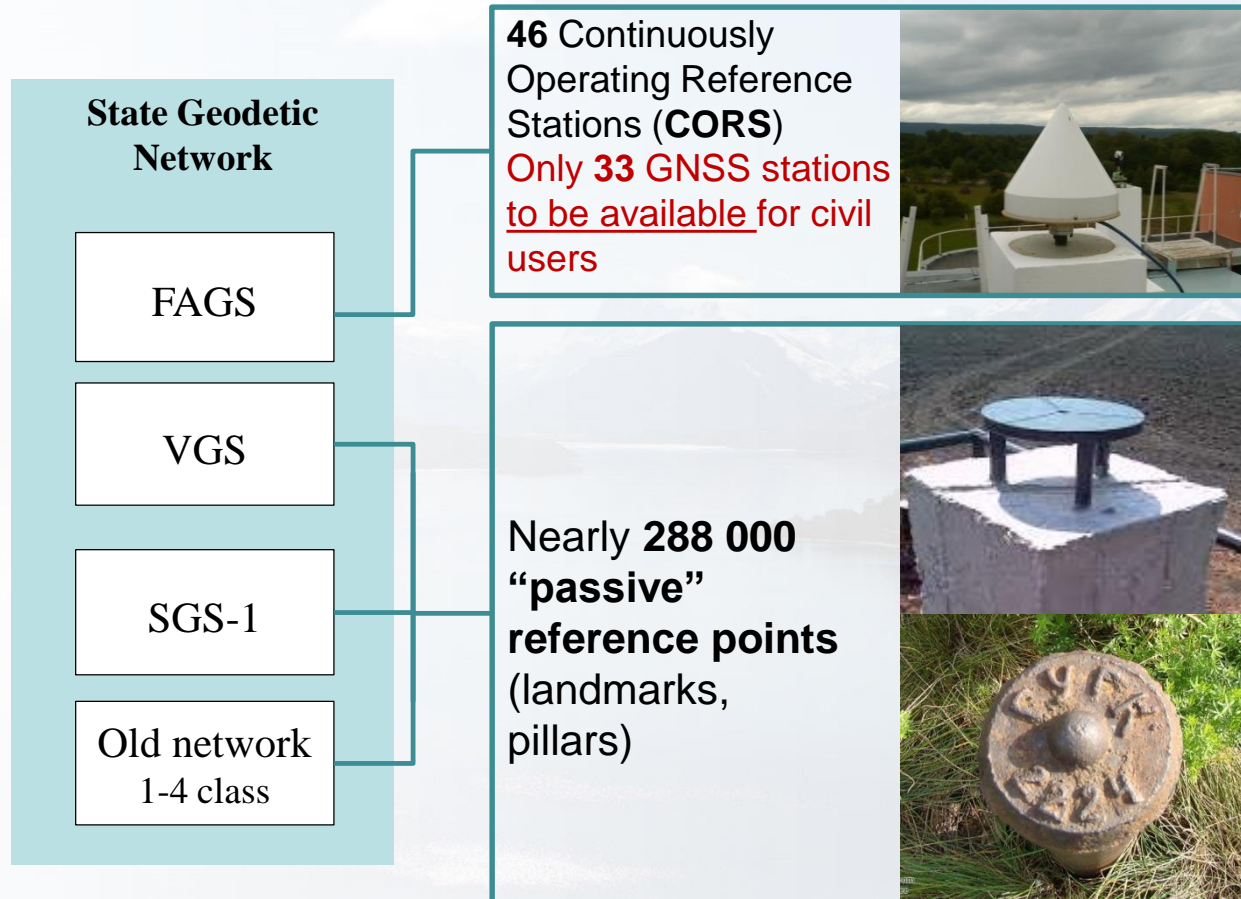 State Geodetic
Network
FAGS
VGS
SGS-1
Old network
1-4 class
46 Continuously
Operating Reference
Stations (CORS)
Only 33 GNSS stations
to be available for civil
users
Nearly 288 000
“passive”
reference points
(landmarks,
pillars)